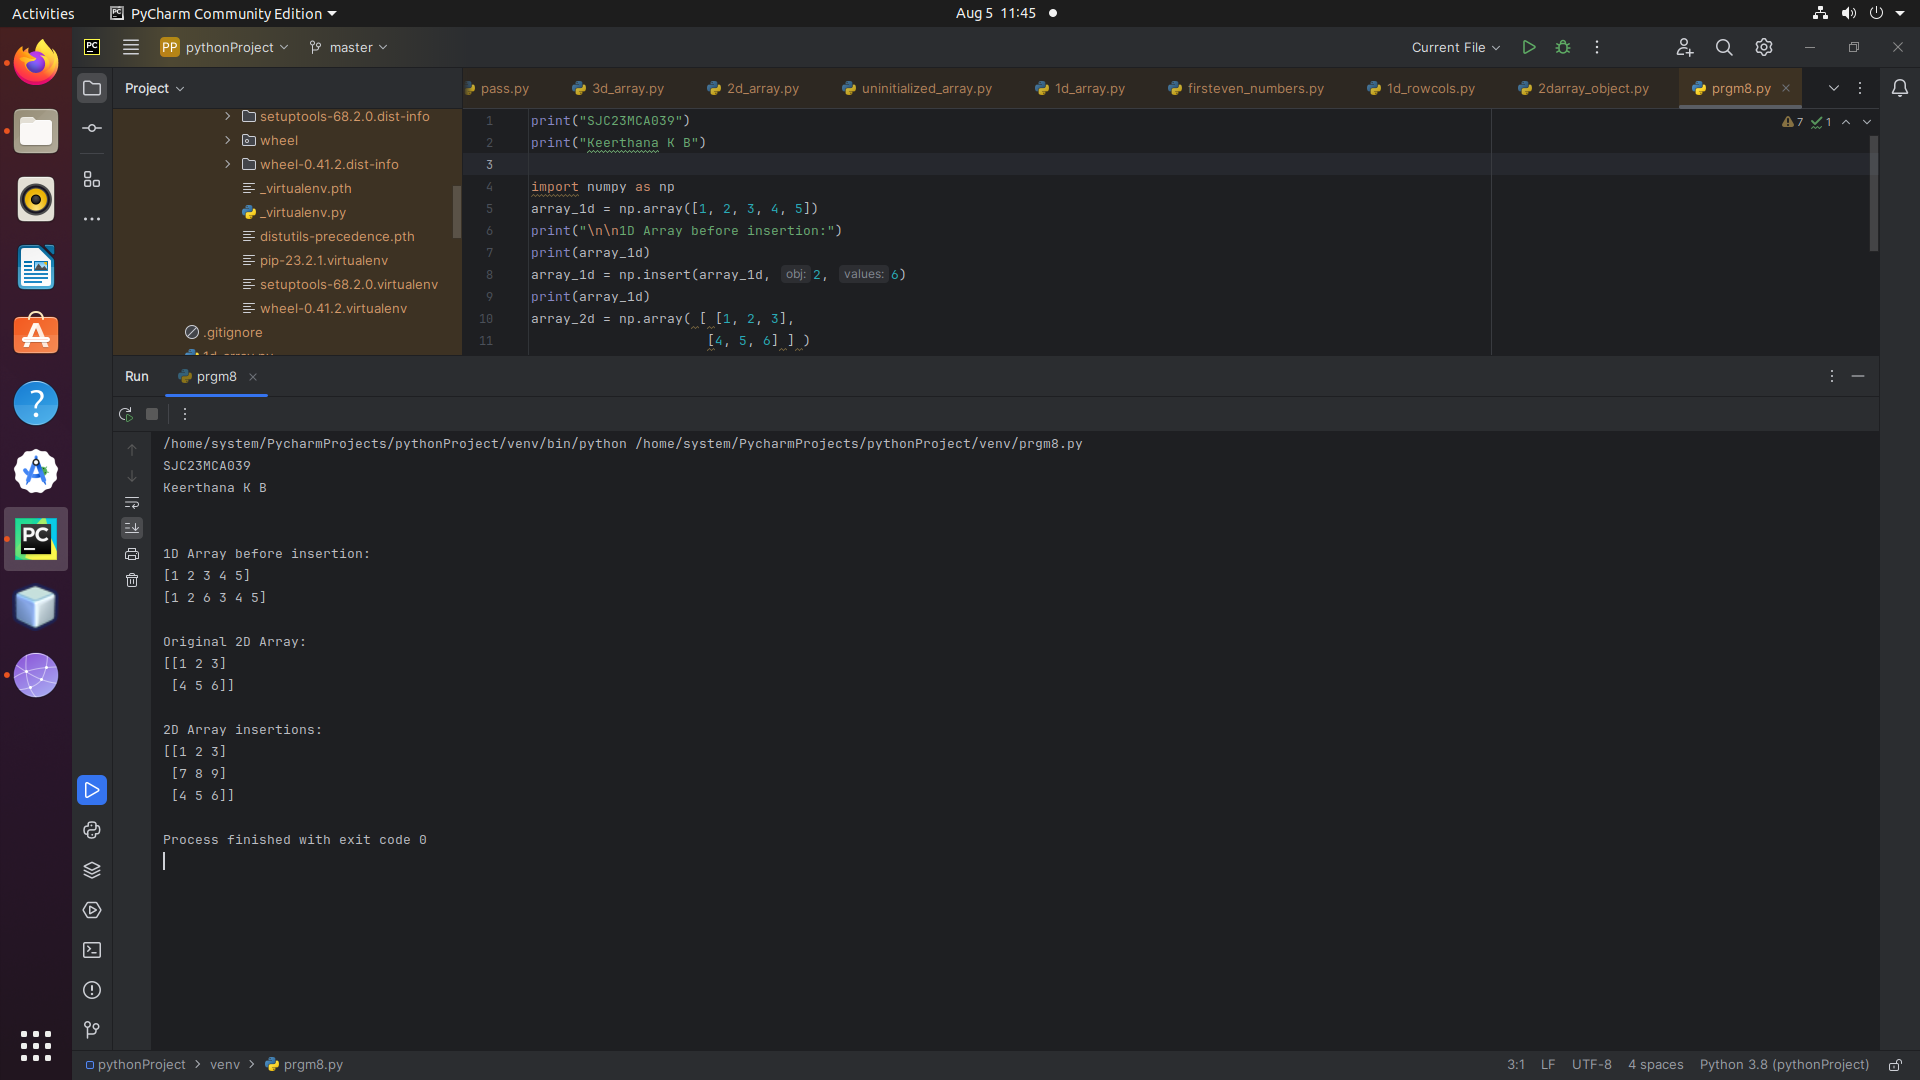 Activities
PyCharm Community Edition
Aug 5 11:45
PC
PP pythonProject
master
Current File
Project
pass.py
3d_array.py
2d_array.py
uninitialized_array.py
1d_array.py
firsteven_numbers.py
1d_rowcols.py
2darray_object.py
prgm8.py
setuptools-68.2.0.dist-info
wheel
wheel-0.41.2.dist-info
_virtualenv.pth
_virtualenv.py
distutils-precedence.pth
pip-23.2.1.virtualenv
setuptools-68.2.0.virtualenv
wheel-0.41.2.virtualenv
.gitignore
1d_array.py
7 1
1 print("SJC23MCA039")
2 print("Keerthana K B")
3
4 import numpy as np
5 array_1d = np.array([1, 2, 3, 4, 5])
6 print("\n\n1D Array before insertion:")
7 print(array_1d)
8 array_1d = np.insert(array_1d, obj: 2, values: 6)
9 print(array_1d)
10 array_2d = np.array( [ [1, 2, 3],
11 [4, 5, 6] ] )
Run
prgm8
/home/system/PycharmProjects/pythonProject/venv/bin/python /home/system/PycharmProjects/pythonProject/venv/prgm8.py
SJC23MCA039
Keerthana K B
1D Array before insertion:
[1 2 3 4 5]
[1 2 6 3 4 5]
Original 2D Array:
[[1 2 3]
[4 5 6]]
2D Array insertions:
[[1 2 3]
[7 8 9]
[4 5 6]]
Process finished with exit code 0
PC
pythonProject > venv > prgm8.py
3:1
LF
UTF-8
4 spaces
Python 3.8 (pythonProject)